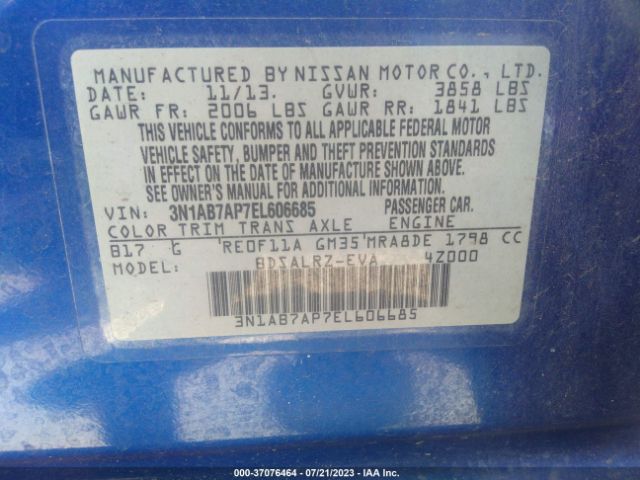 MANUFACTURED BY NISSAN MOTOR CO., LTD.
DATE: 11/13. GVWR: 3858 LBS
GAWR FR: 2006 LBS GAWR RR: 1841 LBS
THIS VEHICLE CONFORMS TO ALL APPLICABLE FEDERAL MOTOR
VEHICLE SAFETY, BUMPER AND THEFT PREVENTION STANDARDS
IN EFFECT ON THE DATE OF MANUFACTURE SHOWN ABOVE.
SEE OWNER'S MANUAL FOR ADDITIONAL INFORMATION
VIN: 3N1AB7AP7EL606685 PASSENGER CAR.
COLOR TRIM TRANS AXLE ENGINE
B17 G RE0F11A GM35 MRA8DE 1798 CC
MODEL: BDSALRZ-EVA 4Z000
3N1AB7AP7EL606685
000-37076464 - 07/21/2023 - IAA Inc.